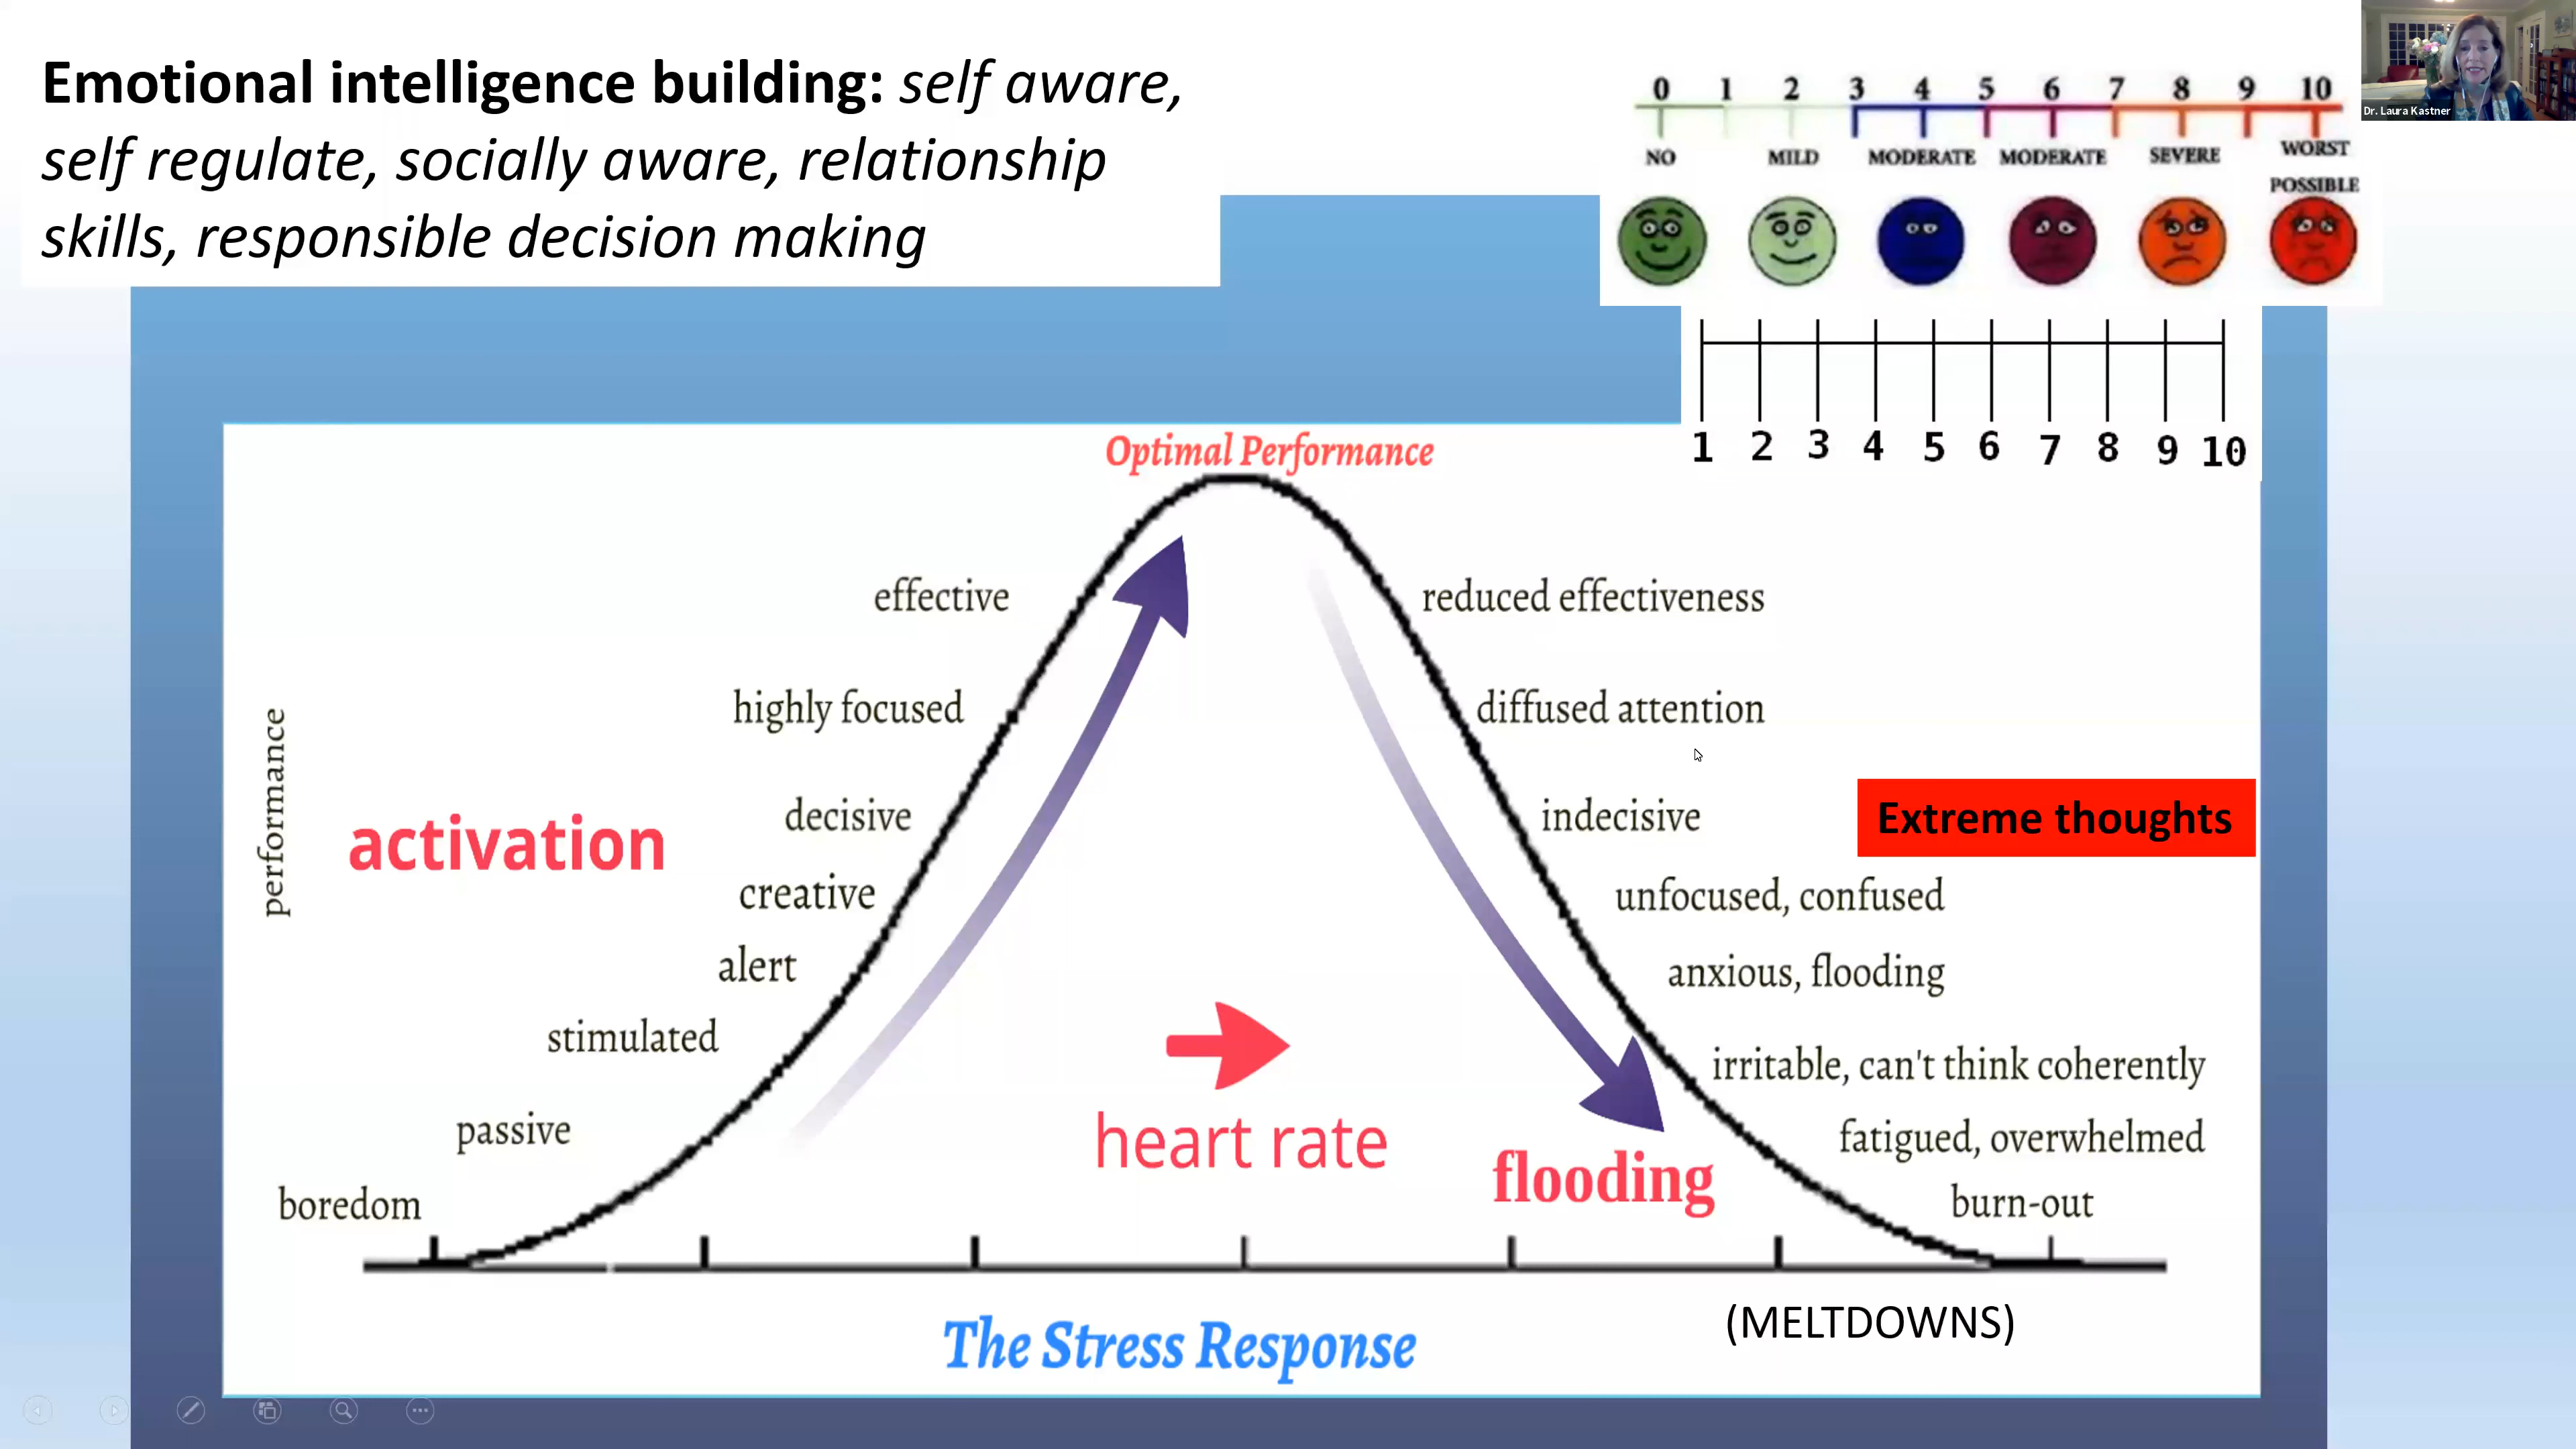 Emotional intelligence building: self aware,
self regulate, socially aware, relationship
skills, responsible decision making
0 1 2 3 4 5 6 7 8 9 10
NO MILD MODERATE MODERATE SEVERE WORST
POSSIBLE
Dr. Laura Kastner
1 2 3 4 5 6 7 8 9 10
Optimal Performance
effective
highly focused
decisive
creative
alert
stimulated
passive
boredom
performance
activation
reduced effectiveness
diffused attention
indecisive
Extreme thoughts
unfocused, confused
anxious, flooding
irritable, can't think coherently
fatigued, overwhelmed
burn-out
heart rate
flooding
The Stress Response
(MELTDOWNS)